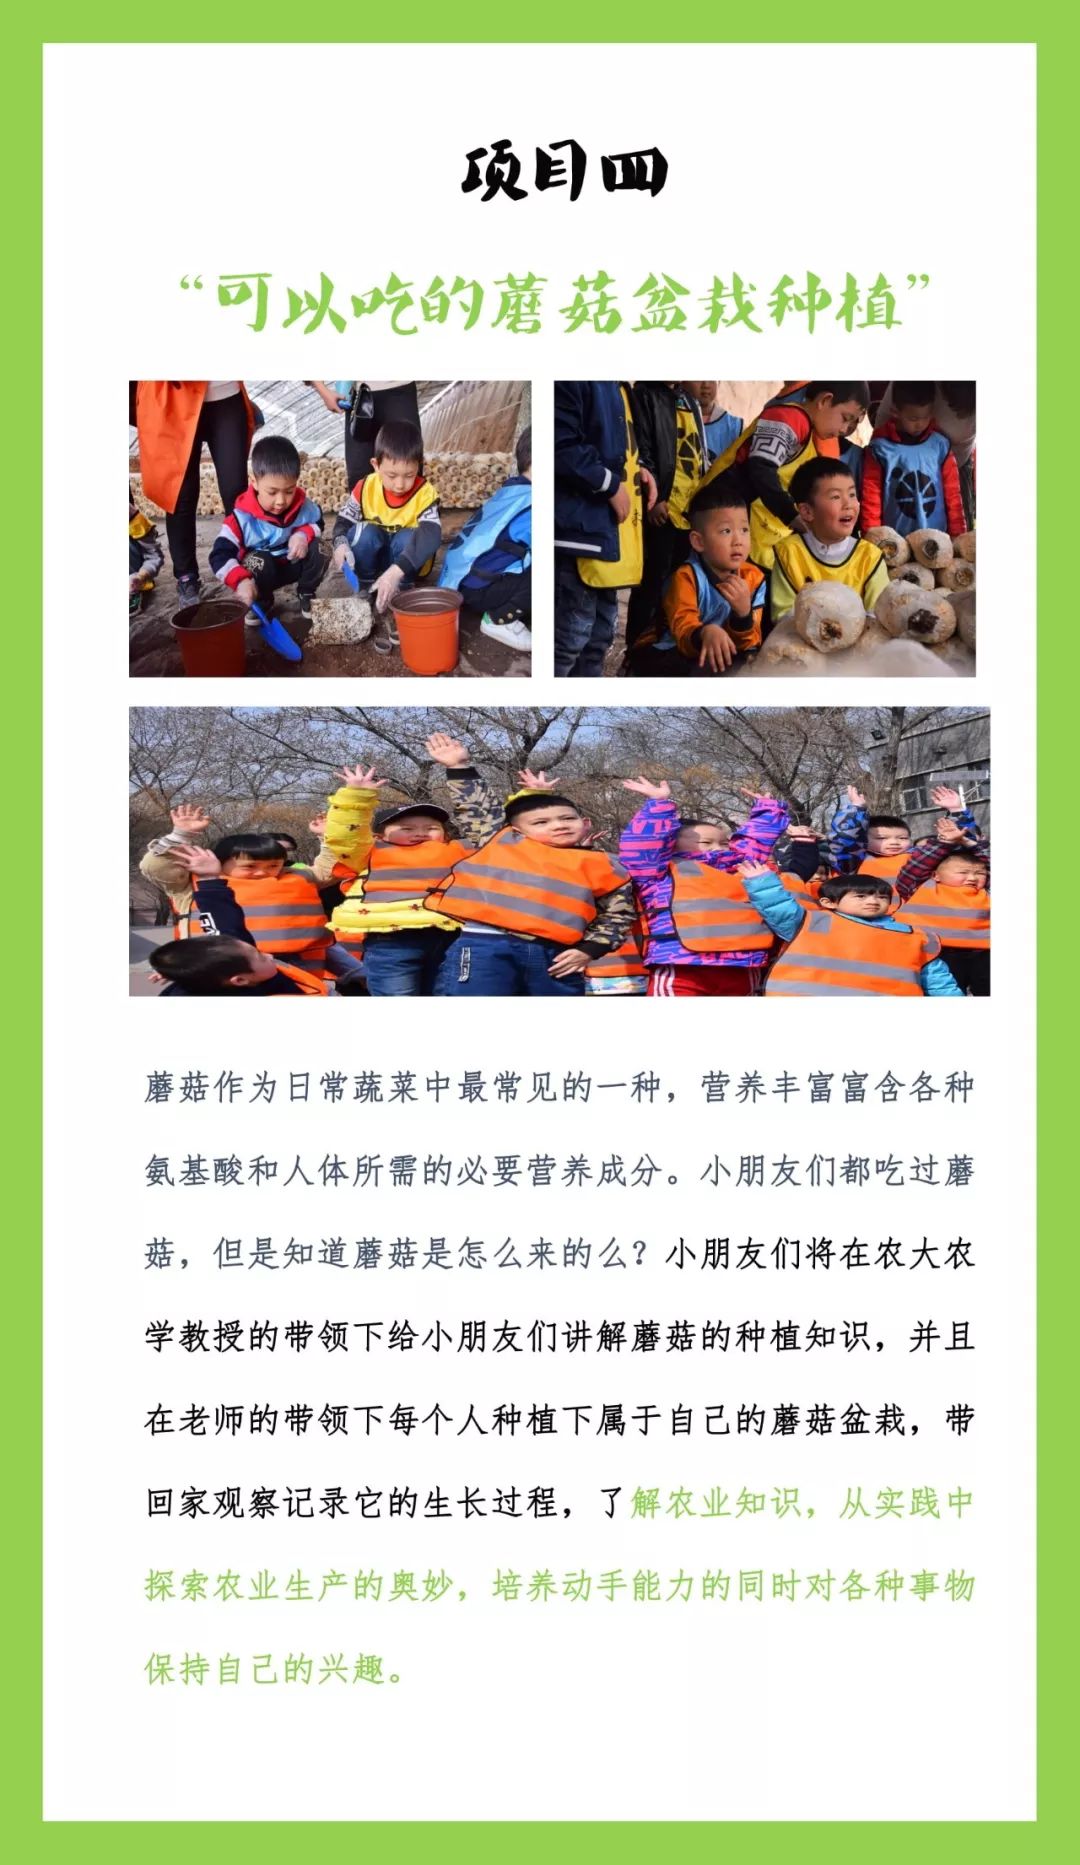 项目四
“可以吃的蘑菇盆栽种植”
蘑菇作为日常蔬菜中最常见的一种，营养丰富富含各种
氨基酸和人体所需的必要营养成分。小朋友们都吃过蘑
菇，但是知道蘑菇是怎么来的么？小朋友们将在农大农
学教授的带领下给小朋友们讲解蘑菇的种植知识，并且
在老师的带领下每个人种植下属于自己的蘑菇盆栽，带
回家观察记录它的生长过程，了解农业知识，从实践中
探索农业生产的奥妙，培养动手能力的同时对各种事物
保持自己的兴趣。